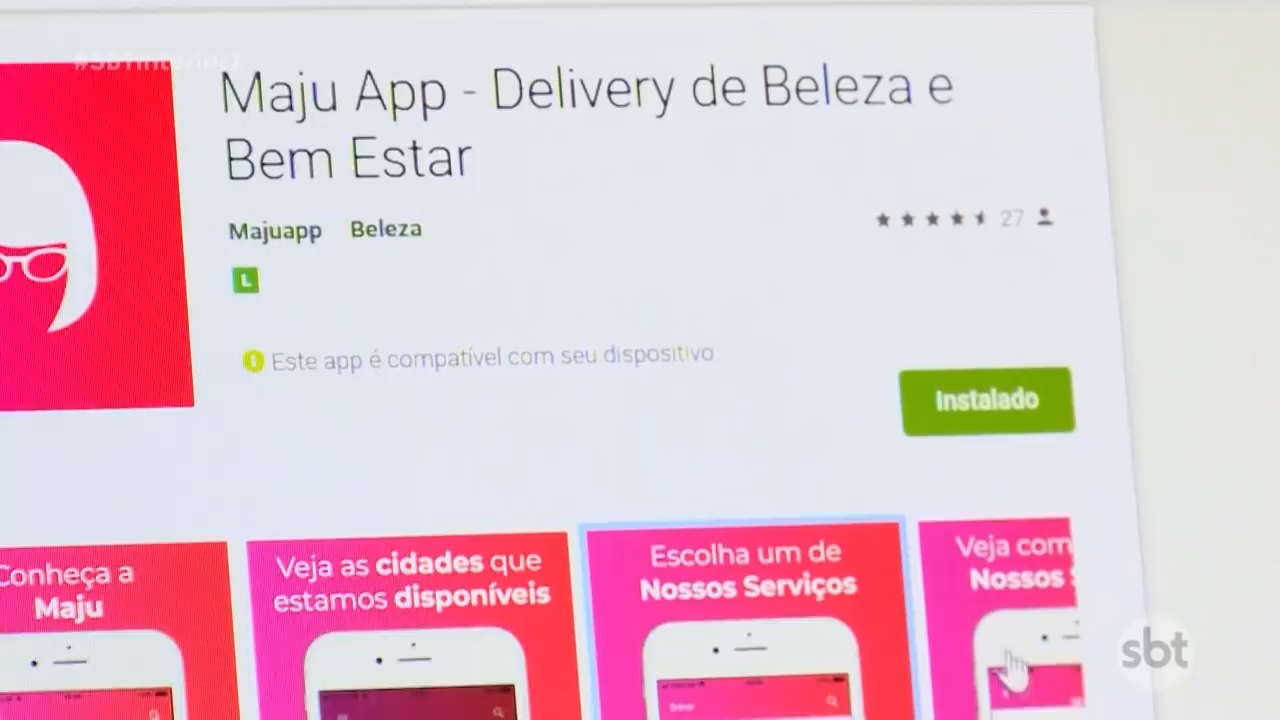 #SBTInterior2
Maju App - Delivery de Beleza e
Bem Estar
Majuapp Beleza
27
L
Este app é compatível com seu dispositivo
Instalado
Conheça a
Maju
Veja as cidades que
estamos disponíveis
Escolha um de
Nossos Serviços
Veja com
Nossos S
sbt